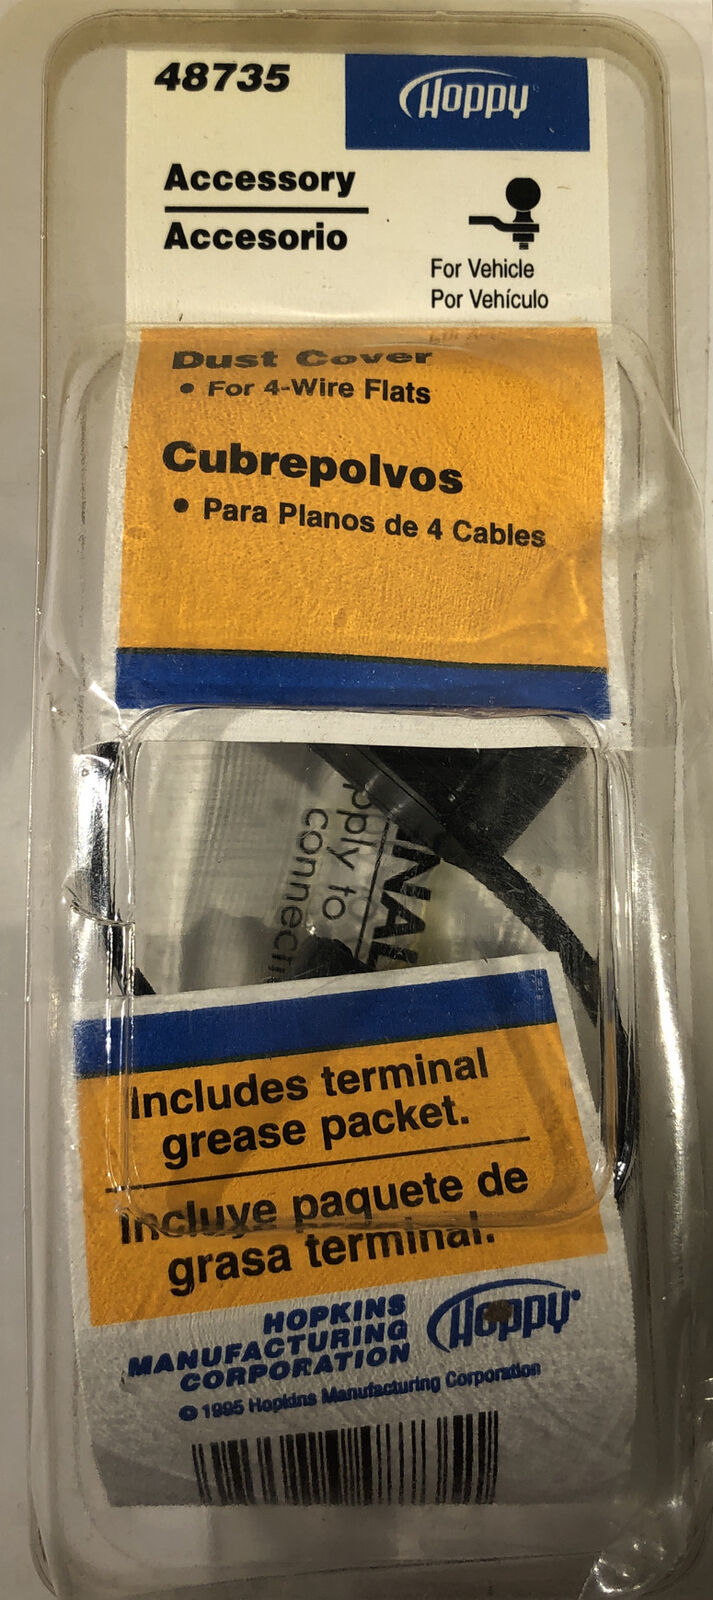 48735
Hoppy
Accessory
Accesorio
For Vehicle
Por Vehículo
Dust Cover
• For 4-Wire Flats
Cubrepolvos
• Para Planos de 4 Cables
pply to
connecti
INAL
Includes terminal
grease packet.
Incluye paquete de
grasa terminal.
HOPKINS
MANUFACTURING
CORPORATION
Hoppy®
© 1995 Hopkins Manufacturing Corporation